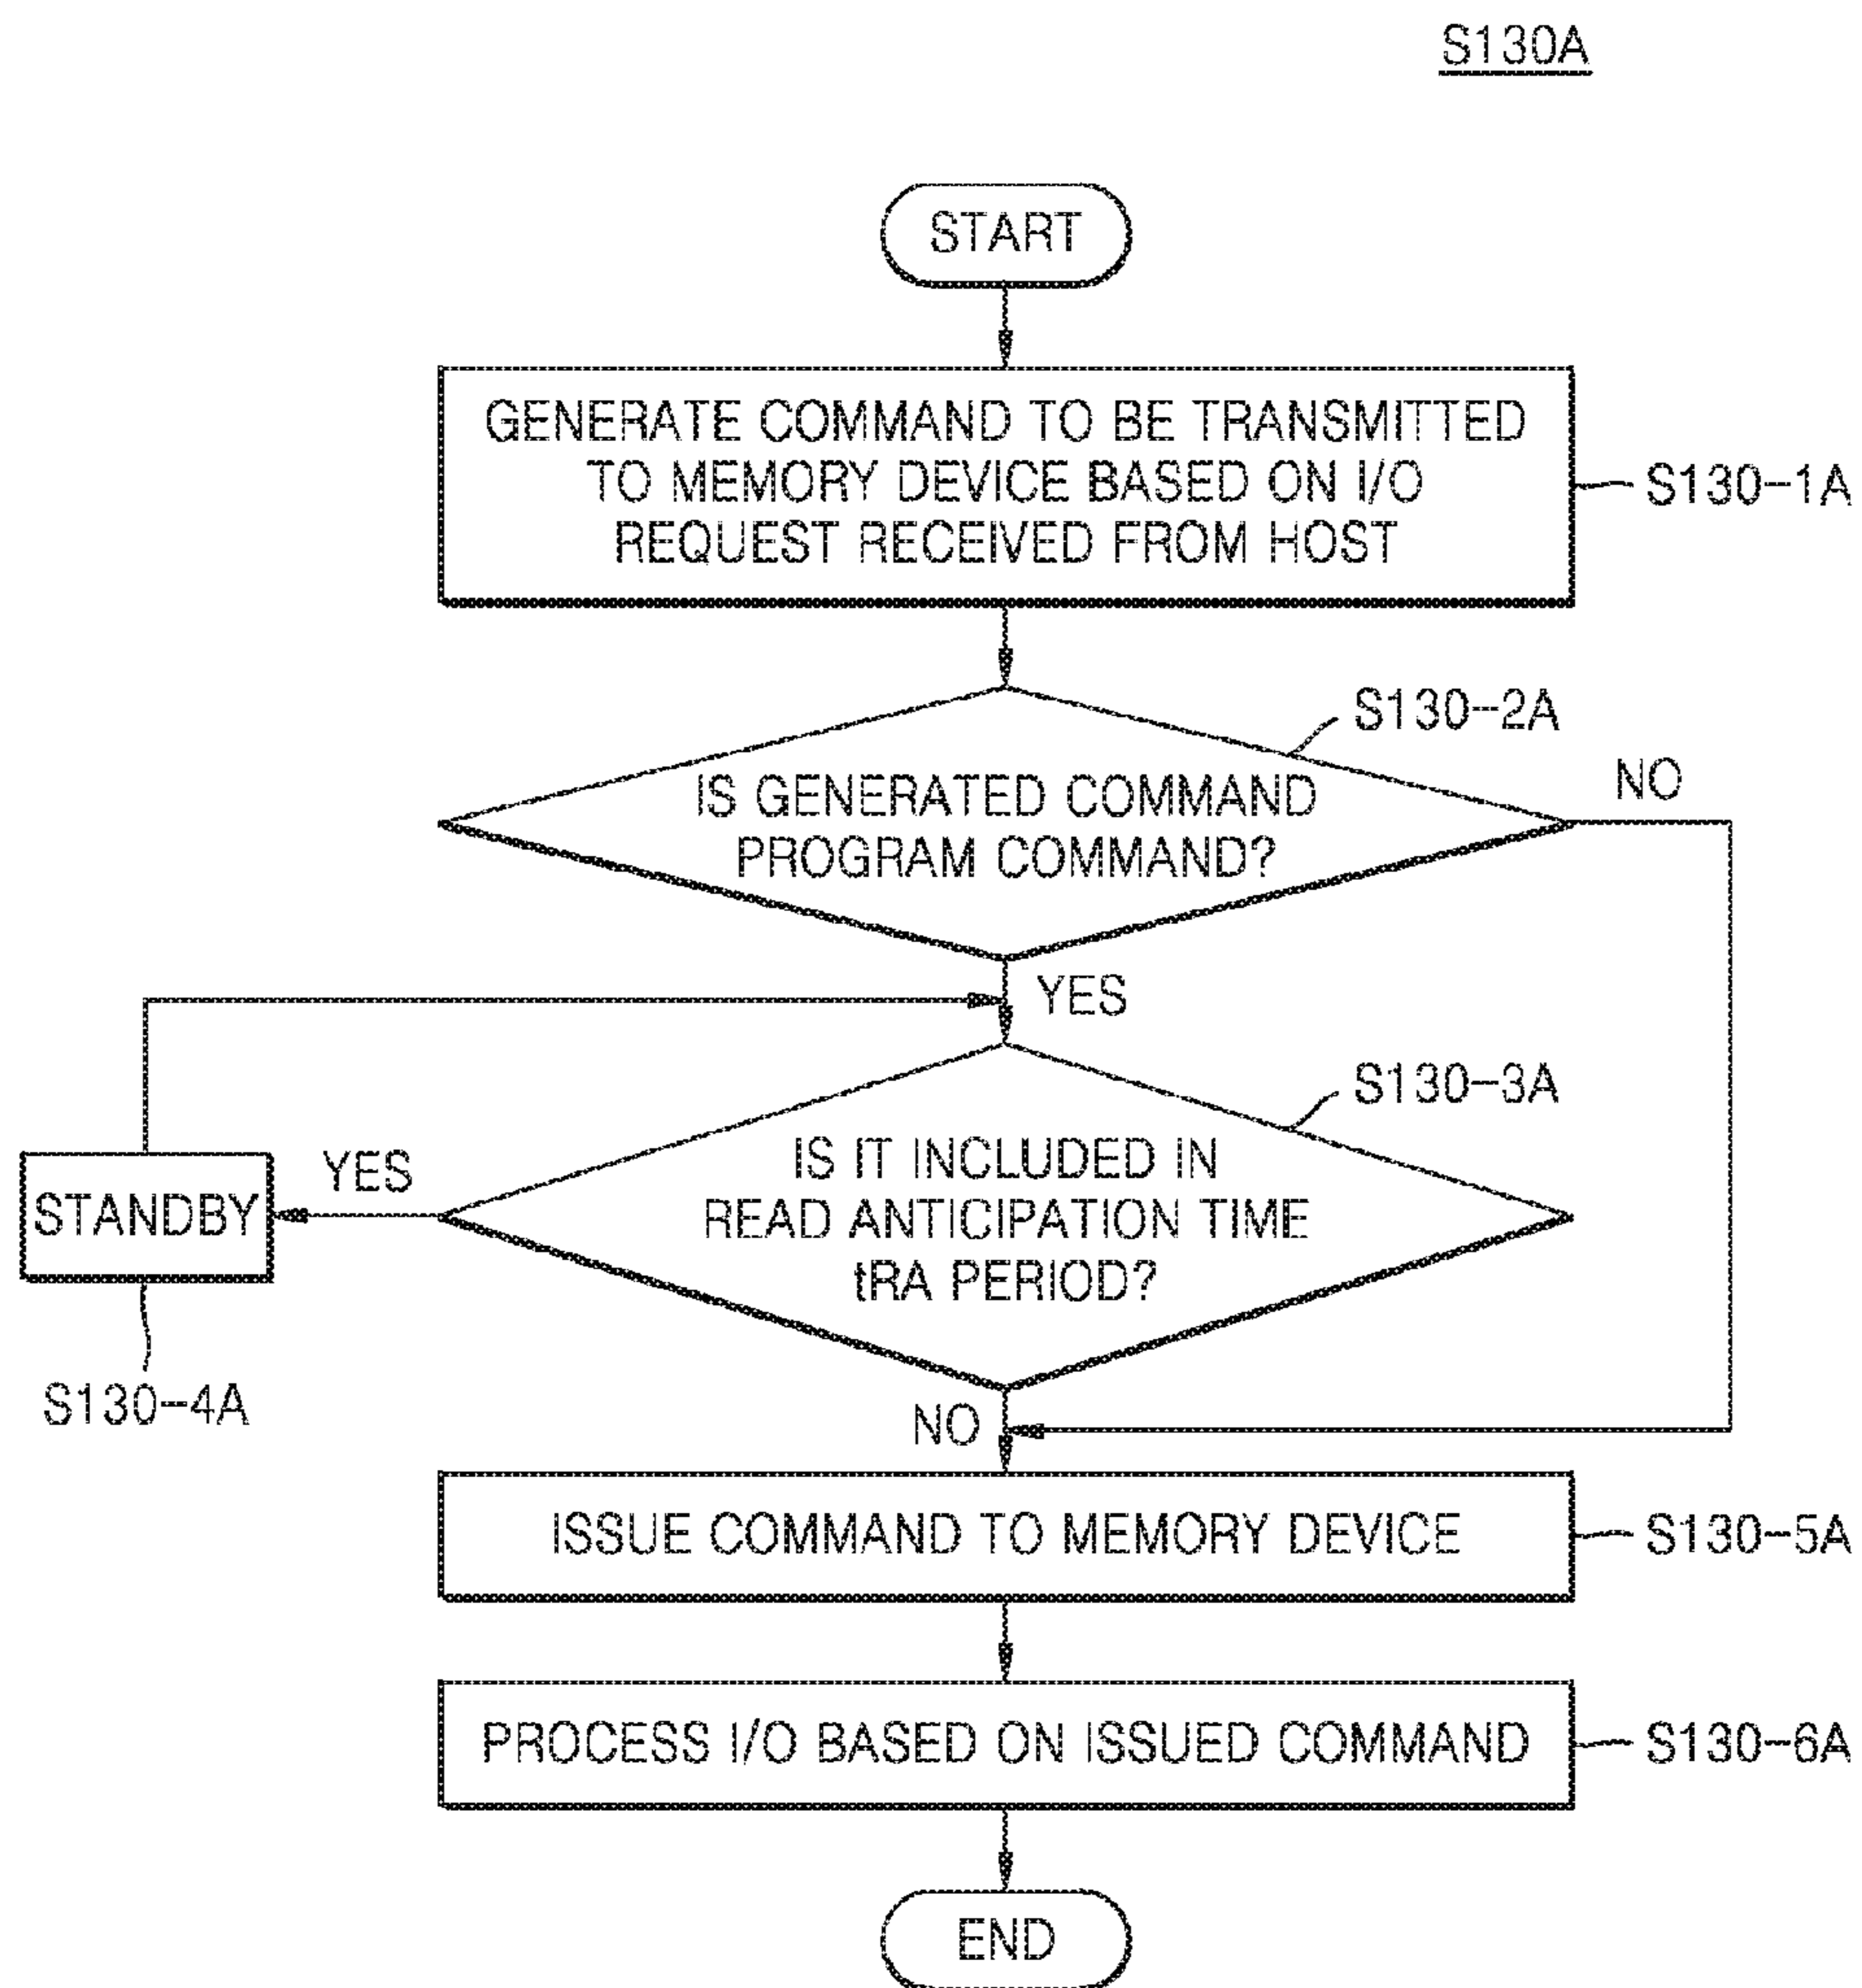 S130A
START
GENERATE COMMAND TO BE TRANSMITTED
TO MEMORY DEVICE BASED ON I/O
REQUEST RECEIVED FROM HOST
S130-1A
S130-2A
NO
IS GENERATED COMMAND
PROGRAM COMMAND?
YES
S130-3A
IS IT INCLUDED IN
READ ANTICIPATION TIME
tRA PERIOD?
YES
STANDBY
S130-4A
NO
ISSUE COMMAND TO MEMORY DEVICE
S130-5A
PROCESS I/O BASED ON ISSUED COMMAND
S130-6A
END